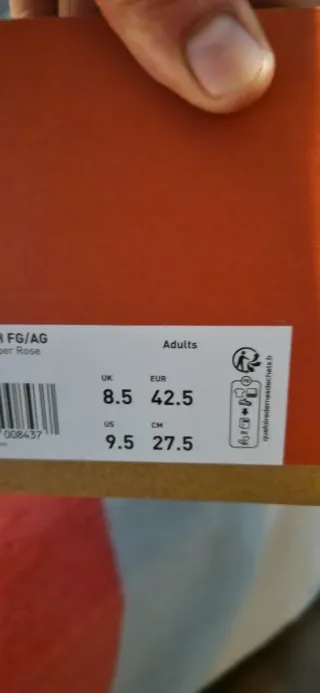 FG/AG
Rose
Adults
UK EUR
8.5 42.5
US CM
9.5 27.5
008437
quefairedemesdechets.fr